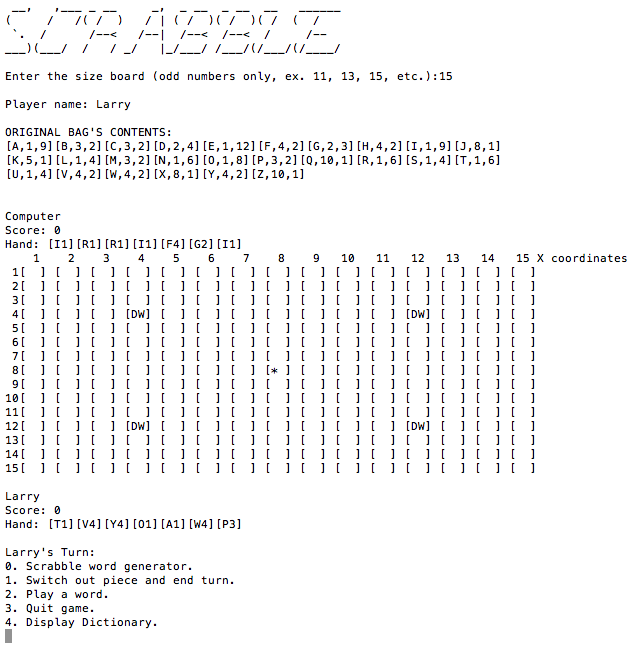 Enter the size board (odd numbers only, ex. 11, 13, 15, etc.):15
Player name: Larry
ORIGINAL BAG'S CONTENTS:
[A,1,9][B,3,2][C,3,2][D,2,4][E,1,12][F,4,2][G,2,3][H,4,2][I,1,9][J,8,1]
[K,5,1][L,1,4][M,3,2][N,1,6][O,1,8][P,3,2][Q,10,1][R,1,6][S,1,4][T,1,6]
[U,1,4][V,4,2][W,4,2][X,8,1][Y,4,2][Z,10,1]
Computer
Score: 0
Hand: [I1][R1][R1][I1][F4][G2][I1]
    1    2    3    4    5    6    7    8    9   10   11   12   13   14   15 X coordinates
 1[  ] [  ] [  ] [  ] [  ] [  ] [  ] [  ] [  ] [  ] [  ] [  ] [  ] [  ] [  ]
 2[  ] [  ] [  ] [  ] [  ] [  ] [  ] [  ] [  ] [  ] [  ] [  ] [  ] [  ] [  ]
 3[  ] [  ] [  ] [  ] [  ] [  ] [  ] [  ] [  ] [  ] [  ] [  ] [  ] [  ] [  ]
 4[  ] [  ] [  ] [DW] [  ] [  ] [  ] [  ] [  ] [  ] [  ] [DW] [  ] [  ] [  ]
 5[  ] [  ] [  ] [  ] [  ] [  ] [  ] [  ] [  ] [  ] [  ] [  ] [  ] [  ] [  ]
 6[  ] [  ] [  ] [  ] [  ] [  ] [  ] [  ] [  ] [  ] [  ] [  ] [  ] [  ] [  ]
 7[  ] [  ] [  ] [  ] [  ] [  ] [  ] [  ] [  ] [  ] [  ] [  ] [  ] [  ] [  ]
 8[  ] [  ] [  ] [  ] [  ] [  ] [  ] [* ] [  ] [  ] [  ] [  ] [  ] [  ] [  ]
 9[  ] [  ] [  ] [  ] [  ] [  ] [  ] [  ] [  ] [  ] [  ] [  ] [  ] [  ] [  ]
10[  ] [  ] [  ] [  ] [  ] [  ] [  ] [  ] [  ] [  ] [  ] [  ] [  ] [  ] [  ]
11[  ] [  ] [  ] [  ] [  ] [  ] [  ] [  ] [  ] [  ] [  ] [  ] [  ] [  ] [  ]
12[  ] [  ] [  ] [DW] [  ] [  ] [  ] [  ] [  ] [  ] [  ] [DW] [  ] [  ] [  ]
13[  ] [  ] [  ] [  ] [  ] [  ] [  ] [  ] [  ] [  ] [  ] [  ] [  ] [  ] [  ]
14[  ] [  ] [  ] [  ] [  ] [  ] [  ] [  ] [  ] [  ] [  ] [  ] [  ] [  ] [  ]
15[  ] [  ] [  ] [  ] [  ] [  ] [  ] [  ] [  ] [  ] [  ] [  ] [  ] [  ] [  ]
Larry
Score: 0
Hand: [T1][V4][Y4][O1][A1][W4][P3]
Larry's Turn:
0. Scrabble word generator.
1. Switch out piece and end turn.
2. Play a word.
3. Quit game.
4. Display Dictionary.